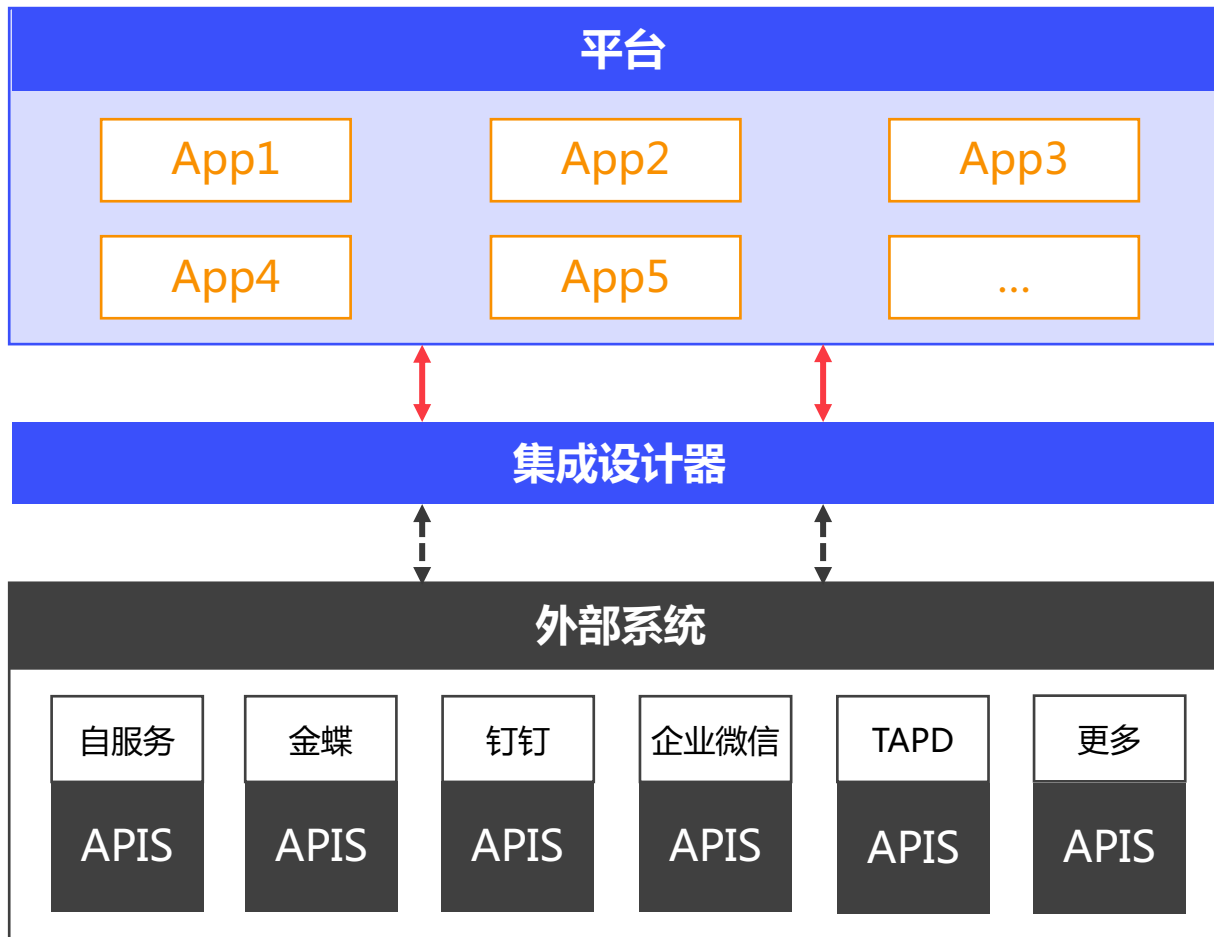 平台
App1
App2
App3
App4
App5
...
集成设计器
外部系统
自服务
金蝶
钉钉
企业微信
TAPD
更多
APIS
APIS
APIS
APIS
APIS
APIS